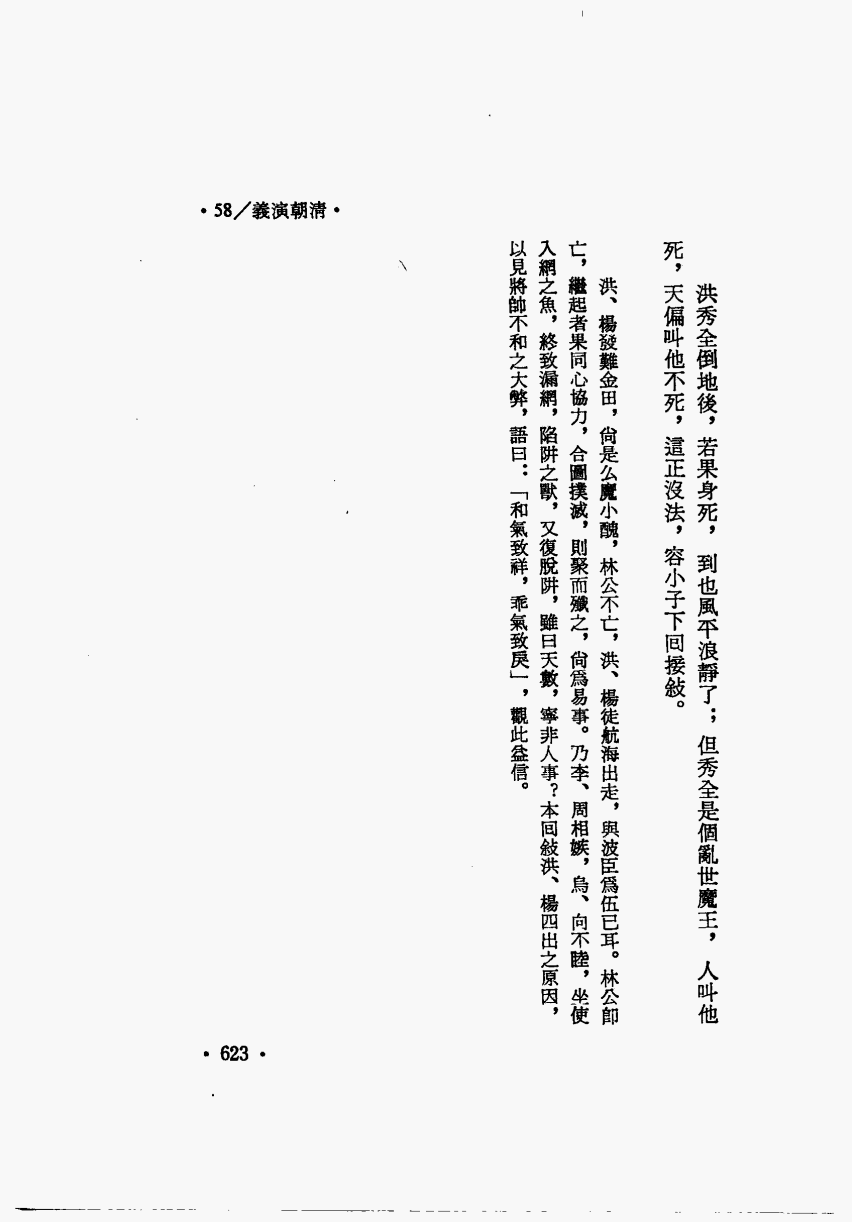 洪秀全倒地後，若果身死，到也風平浪靜了；但秀全是個亂世魔王，人叫他
死，天偏叫他不死，這正沒法，容小子下囘接敍。
洪、楊發難金田，尙是么魔小醜，林公不亡，洪、楊徒航海出走，與波臣爲伍已耳。林公卽
亡，繼起者果同心協力，合圖撲滅，則聚而殲之，尙爲易事。乃李、周相嫉，烏、向不睦，坐使
入網之魚，終致漏網，陷阱之獸，又復脫阱，雖曰天數，寧非人事？本囘敍洪、楊四出之原因，
以見將帥不和之大弊，語曰：「和氣致祥，乖氣致戾」，觀此益信。
•58／義演朝清•
• 623 •